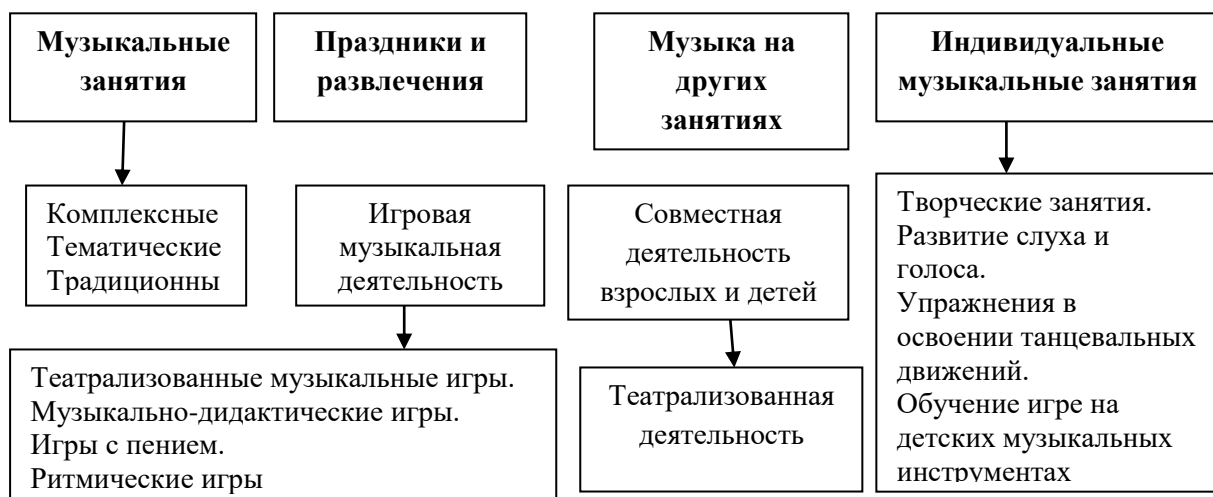 Музыкальные
занятия
Праздники и
развлечения
Музыка на
других
занятиях
Индивидуальные
музыкальные занятия
Комплексные
Тематические
Традиционны
Игровая
музыкальная
деятельность
Совместная
деятельность
взрослых и детей
Творческие занятия.
Развитие слуха и
голоса.
Упражнения в
освоении танцевальных
движений.
Обучение игре на
детских музыкальных
инструментах
Театрализованные музыкальные игры.
Музыкально-дидактические игры.
Игры с пением.
Ритмические игры
Театрализованная
деятельность